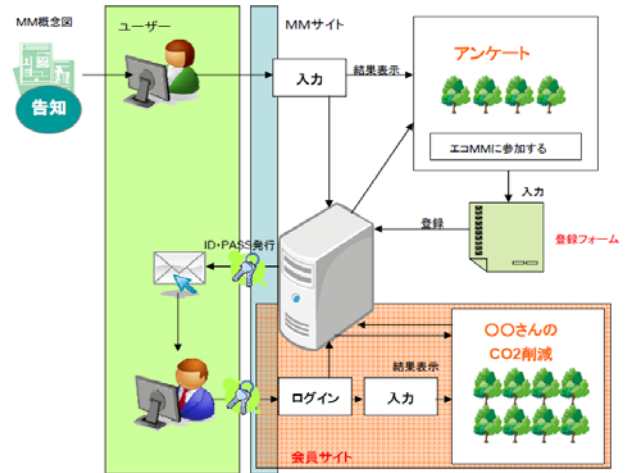 MM概念図
ユーザー
MMサイト
告知
入力
結果表示
アンケート
エコMMに参加する
入力
登録
登録フォーム
ID・PASS発行
〇〇さんの
CO2削減
結果表示
ログイン
入力
会員サイト